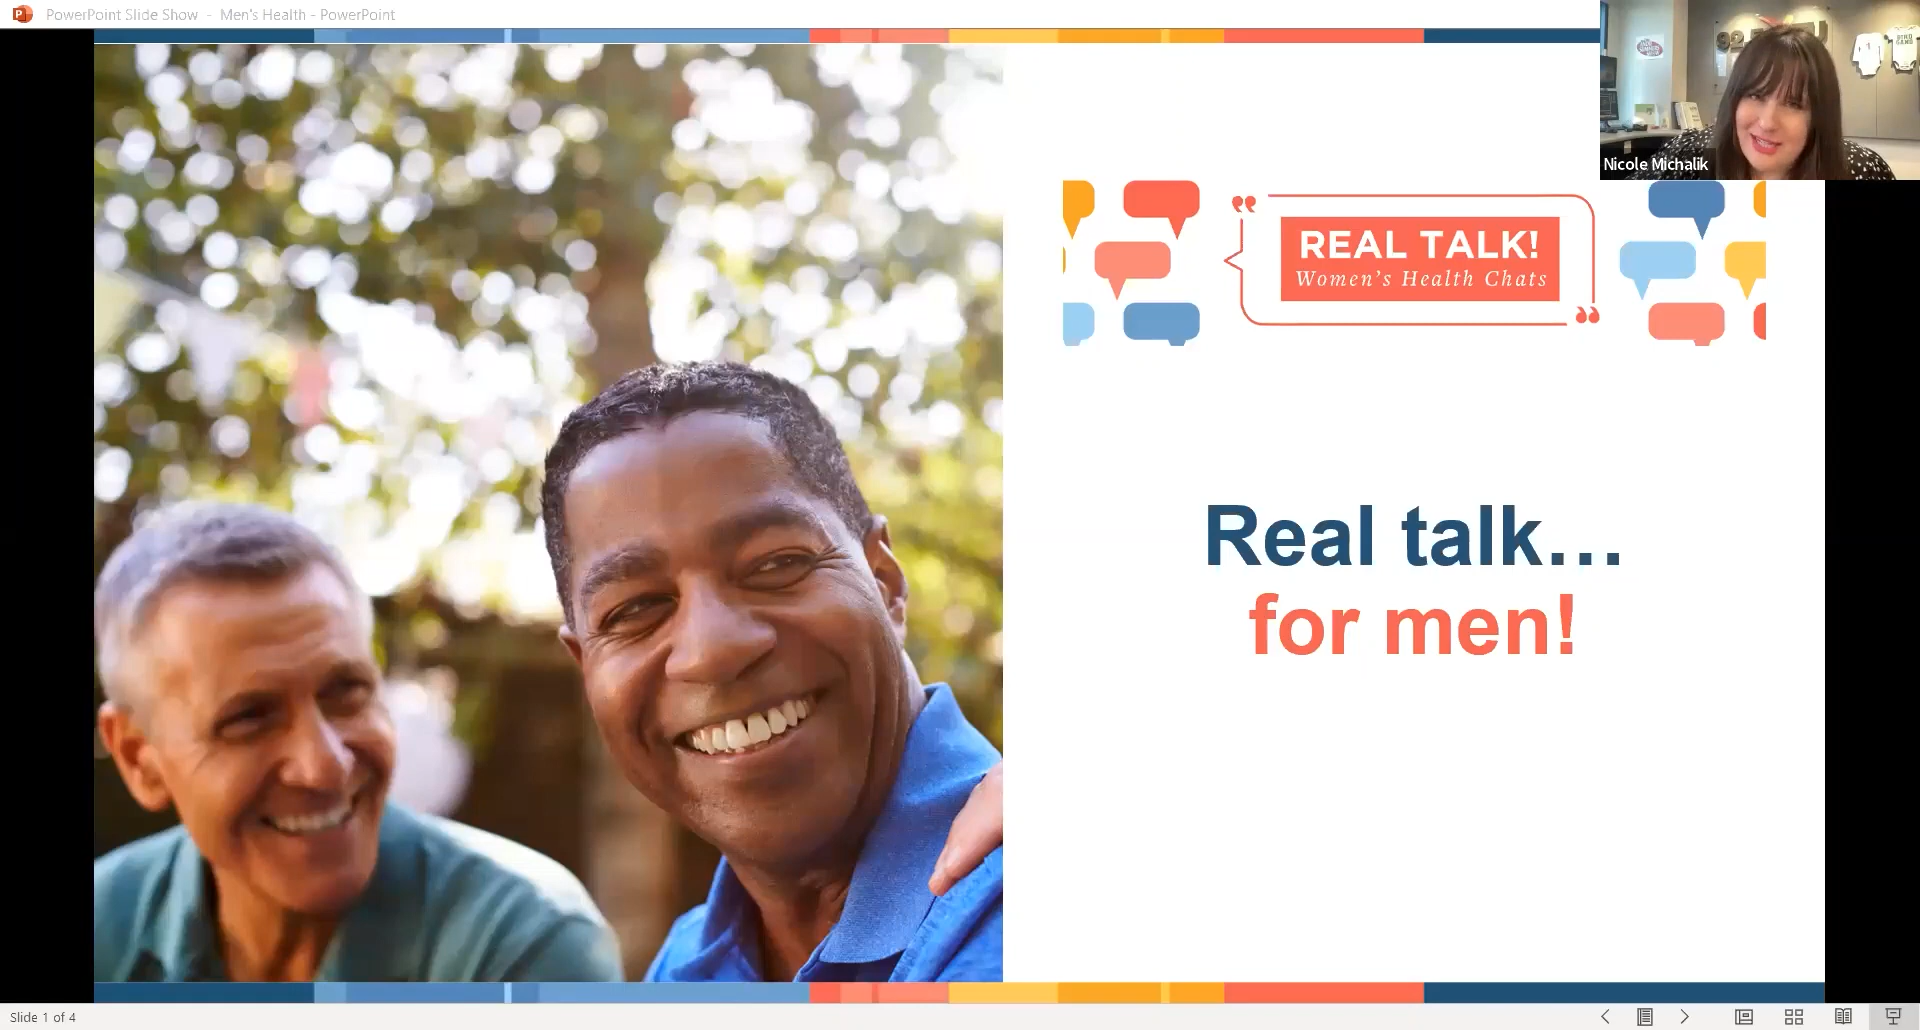 PowerPoint Slide Show - Men's Health - PowerPoint
Nicole Michalik
REAL TALK!
Women's Health Chats
Real talk...
for men!
Slide 1 of 4